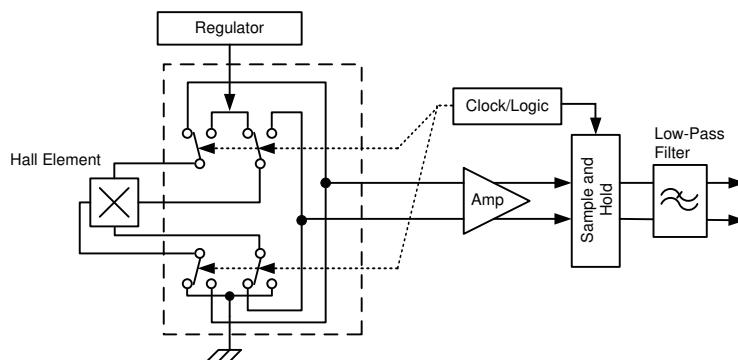 Regulator
Clock/Logic
Low-Pass
Filter
Hall Element
Amp
Sample and
Hold